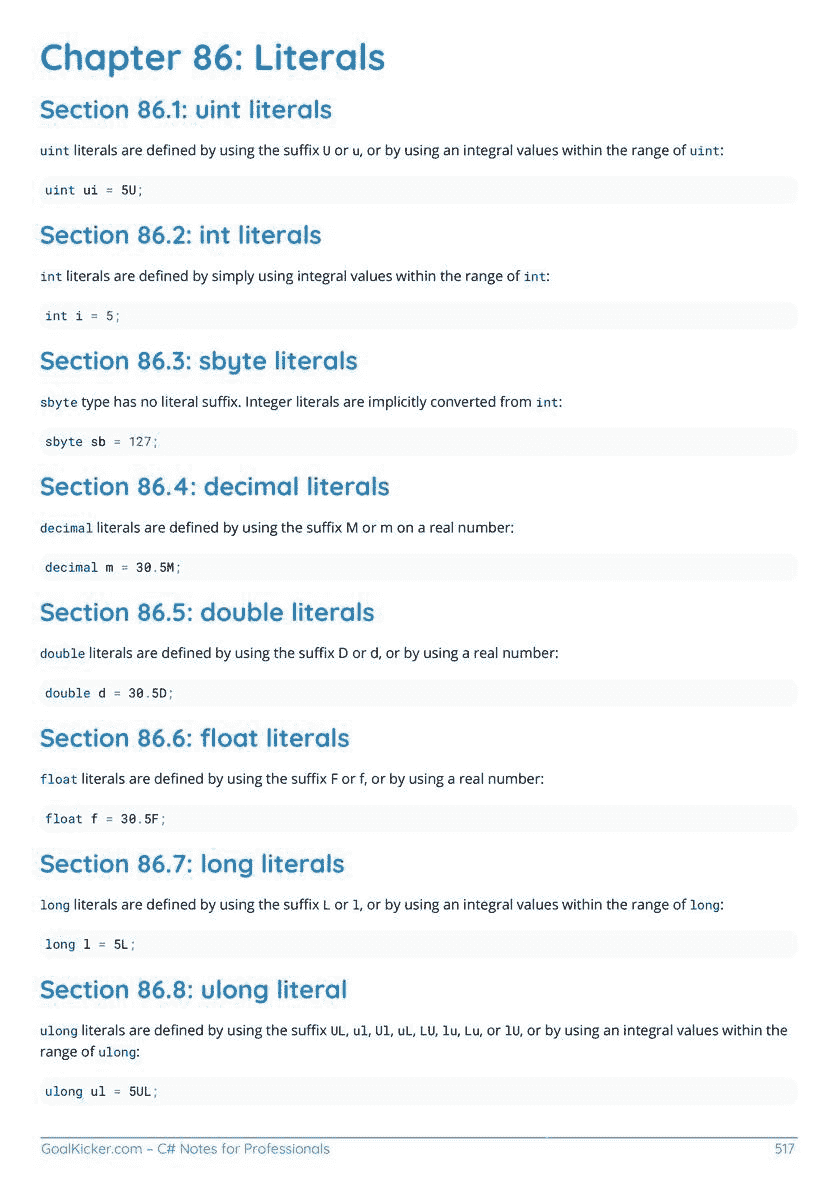 Chapter 86: Literals
Section 86.1: uint literals
uint literals are defined by using the suffix U or u, or by using an integral values within the range of uint:
uint ui = 5U;
Section 86.2: int literals
int literals are defined by simply using integral values within the range of int:
int i = 5;
Section 86.3: sbyte literals
sbyte type has no literal suffix. Integer literals are implicitly converted from int:
sbyte sb = 127;
Section 86.4: decimal literals
decimal literals are defined by using the suffix M or m on a real number:
decimal m = 30.5M;
Section 86.5: double literals
double literals are defined by using the suffix D or d, or by using a real number:
double d = 30.5D;
Section 86.6: float literals
float literals are defined by using the suffix F or f, or by using a real number:
float f = 30.5F;
Section 86.7: long literals
long literals are defined by using the suffix L or l, or by using an integral values within the range of long:
long l = 5L;
Section 86.8: ulong literal
ulong literals are defined by using the suffix UL, ul, Ul, uL, LU, lu, Lu, or lU, or by using an integral values within the
range of ulong:
ulong ul = 5UL;
GoalKicker.com – C# Notes for Professionals
517